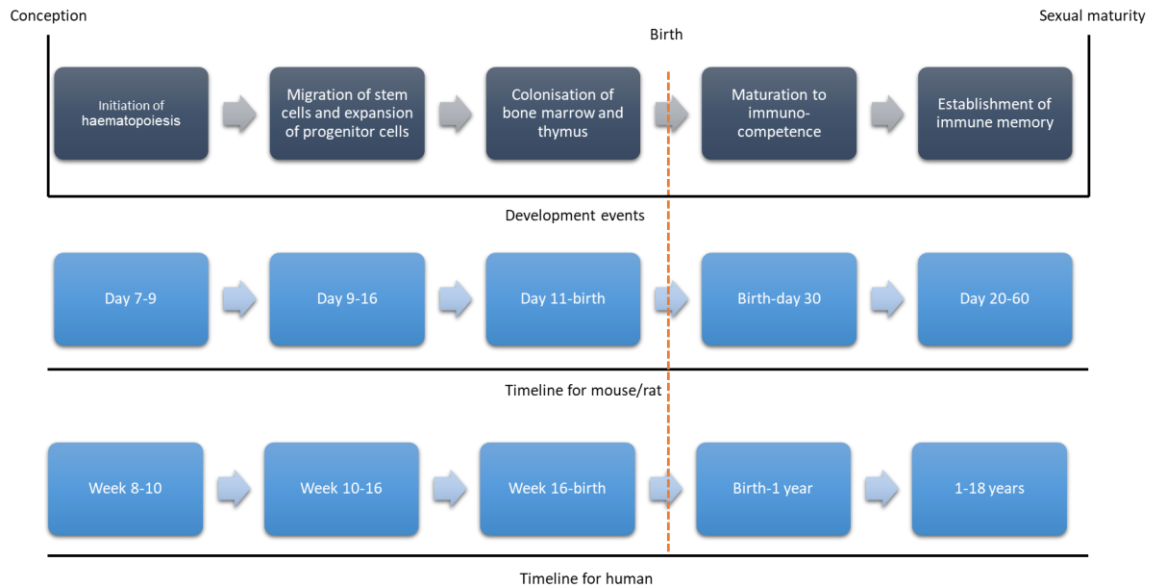 Conception
Sexual maturity
Birth
Initiation of
haematopoiesis
Migration of stem
cells and expansion
of progenitor cells
Colonisation of
bone marrow and
thymus
Maturation to
immuno-
competence
Establishment of
immune memory
Development events
Day 7-9
Day 9-16
Day 11-birth
Birth-day 30
Day 20-60
Timeline for mouse/rat
Week 8-10
Week 10-16
Week 16-birth
Birth-1 year
1-18 years
Timeline for human